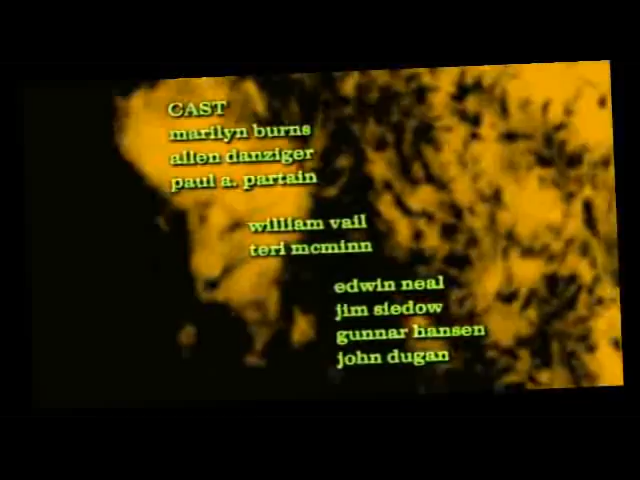 CAST
marilyn burns
allen danziger
paul a. partain
william vail
teri mcminn
edwin neal
jim siedow
gunnar hansen
john dugan